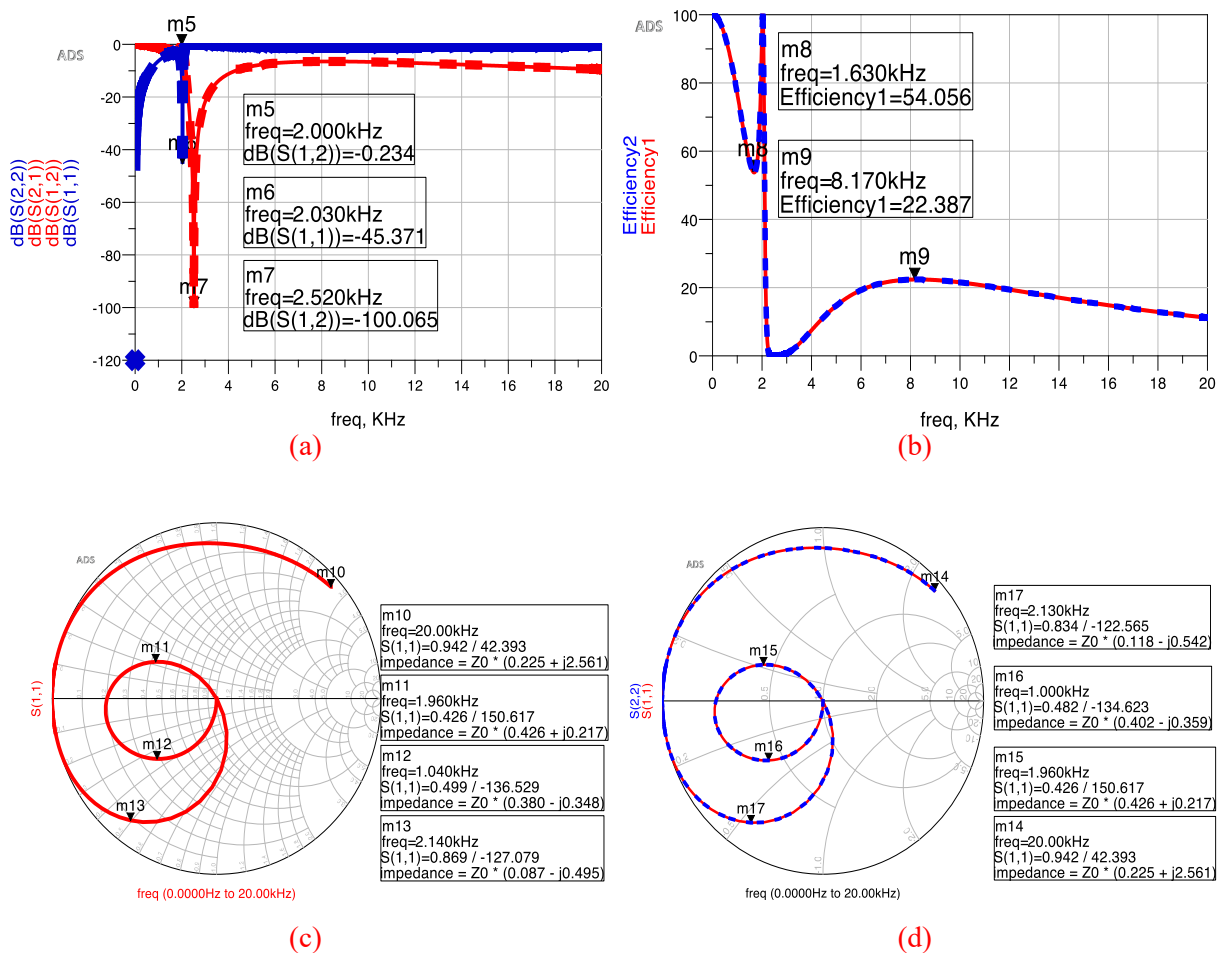 m5
ADS
0
-20
-40
-60
-80
-100
-120
dB(S(2,2))
dB(S(2,1))
dB(S(1,2))
dB(S(1,1))
m7
m5
freq=2.000kHz
dB(S(1,2))=-0.234
m6
freq=2.030kHz
dB(S(1,1))=-45.371
m7
freq=2.520kHz
dB(S(1,2))=-100.065
0 2 4 6 8 10 12 14 16 18 20
freq, KHz
(a)
ADS
100
80
60
40
20
0
Efficiency2
Efficiency1
m8
m8
freq=1.630kHz
Efficiency1=54.056
m9
freq=8.170kHz
Efficiency1=22.387
m9
0 2 4 6 8 10 12 14 16 18 20
freq, KHz
(b)
ADS
S(1,1)
m10
m11
m12
m13
m10
freq=20.00kHz
S(1,1)=0.942 / 42.393
impedance = Z0 * (0.225 + j2.561)
m11
freq=1.960kHz
S(1,1)=0.426 / 150.617
impedance = Z0 * (0.426 + j0.217)
m12
freq=1.040kHz
S(1,1)=0.499 / -136.529
impedance = Z0 * (0.380 - j0.348)
m13
freq=2.140kHz
S(1,1)=0.869 / -127.079
impedance = Z0 * (0.087 - j0.495)
freq (0.0000Hz to 20.00kHz)
(c)
ADS
S(2,2)
S(1,1)
m14
m15
m16
m17
1.0
0.5
2.0
m17
freq=2.130kHz
S(1,1)=0.834 / -122.565
impedance = Z0 * (0.118 - j0.542)
m16
freq=1.000kHz
S(1,1)=0.482 / -134.623
impedance = Z0 * (0.402 - j0.359)
m15
freq=1.960kHz
S(1,1)=0.426 / 150.617
impedance = Z0 * (0.426 + j0.217)
m14
freq=20.00kHz
S(1,1)=0.942 / 42.393
impedance = Z0 * (0.225 + j2.561)
freq (0.0000Hz to 20.00kHz)
(d)